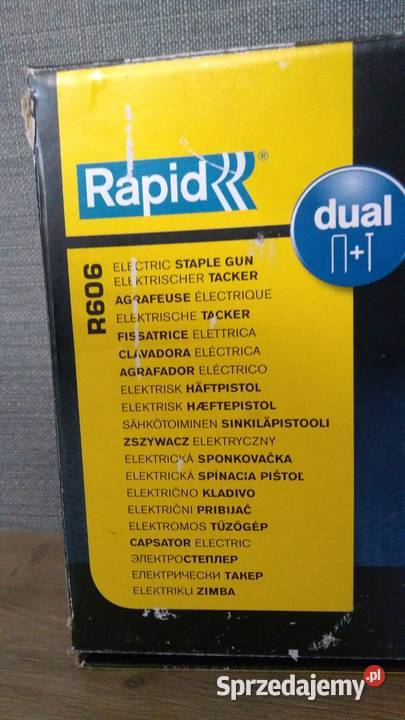 Rapid®
dual
R606
ELECTRIC STAPLE GUN
ELEKTRISCHER TACKER
AGRAFEUSE ÉLECTRIQUE
ELEKTRISCHE TACKER
FISSATRICE ELETTRICA
CLAVADORA ELÉCTRICA
AGRAFADOR ELÉCTRICO
ELEKTRISK HÄFTPISTOL
ELEKTRISK HÆFTEPISTOL
SÄHKÖTOIMINEN SINKILÄPISTOOLI
ZSZYWACZ ELEKTRYCZNY
ELEKTRICKÁ SPONKOVAČKA
ELEKTRICKÁ SPÍNACIA PIŠTOĽ
ELEKTRIČNO KLADIVO
ELEKTRIČNI PRIBIJAČ
ELEKTROMOS TŰZŐGÉP
CAPSATOR ELECTRIC
ЭЛЕКТРОСТЕПЛЕР
ЕЛЕКТРИЧЕСКИ ТАКЕР
ELEKTRIKLI ZIMBA
Sprzedajemy.pl